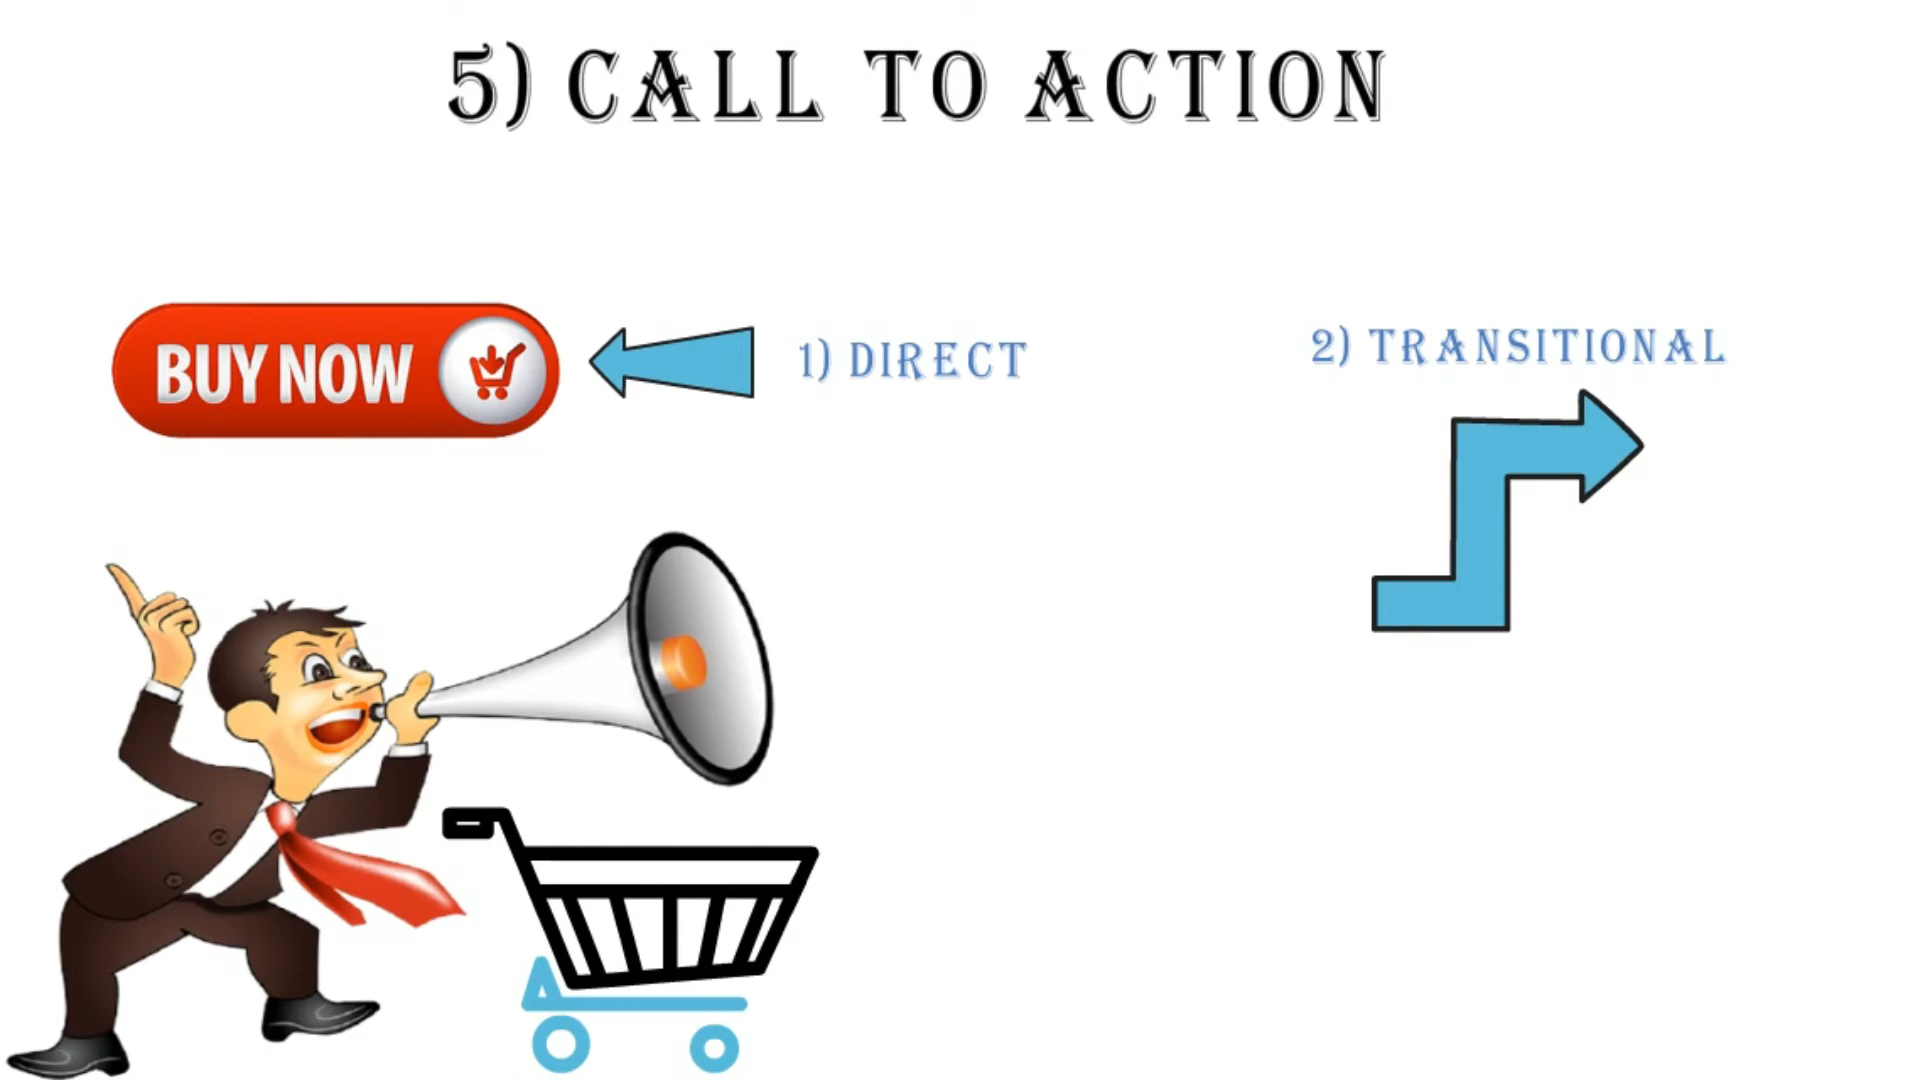 5) CALL TO ACTION
BUY NOW
1) DIRECT
2) TRANSITIONAL